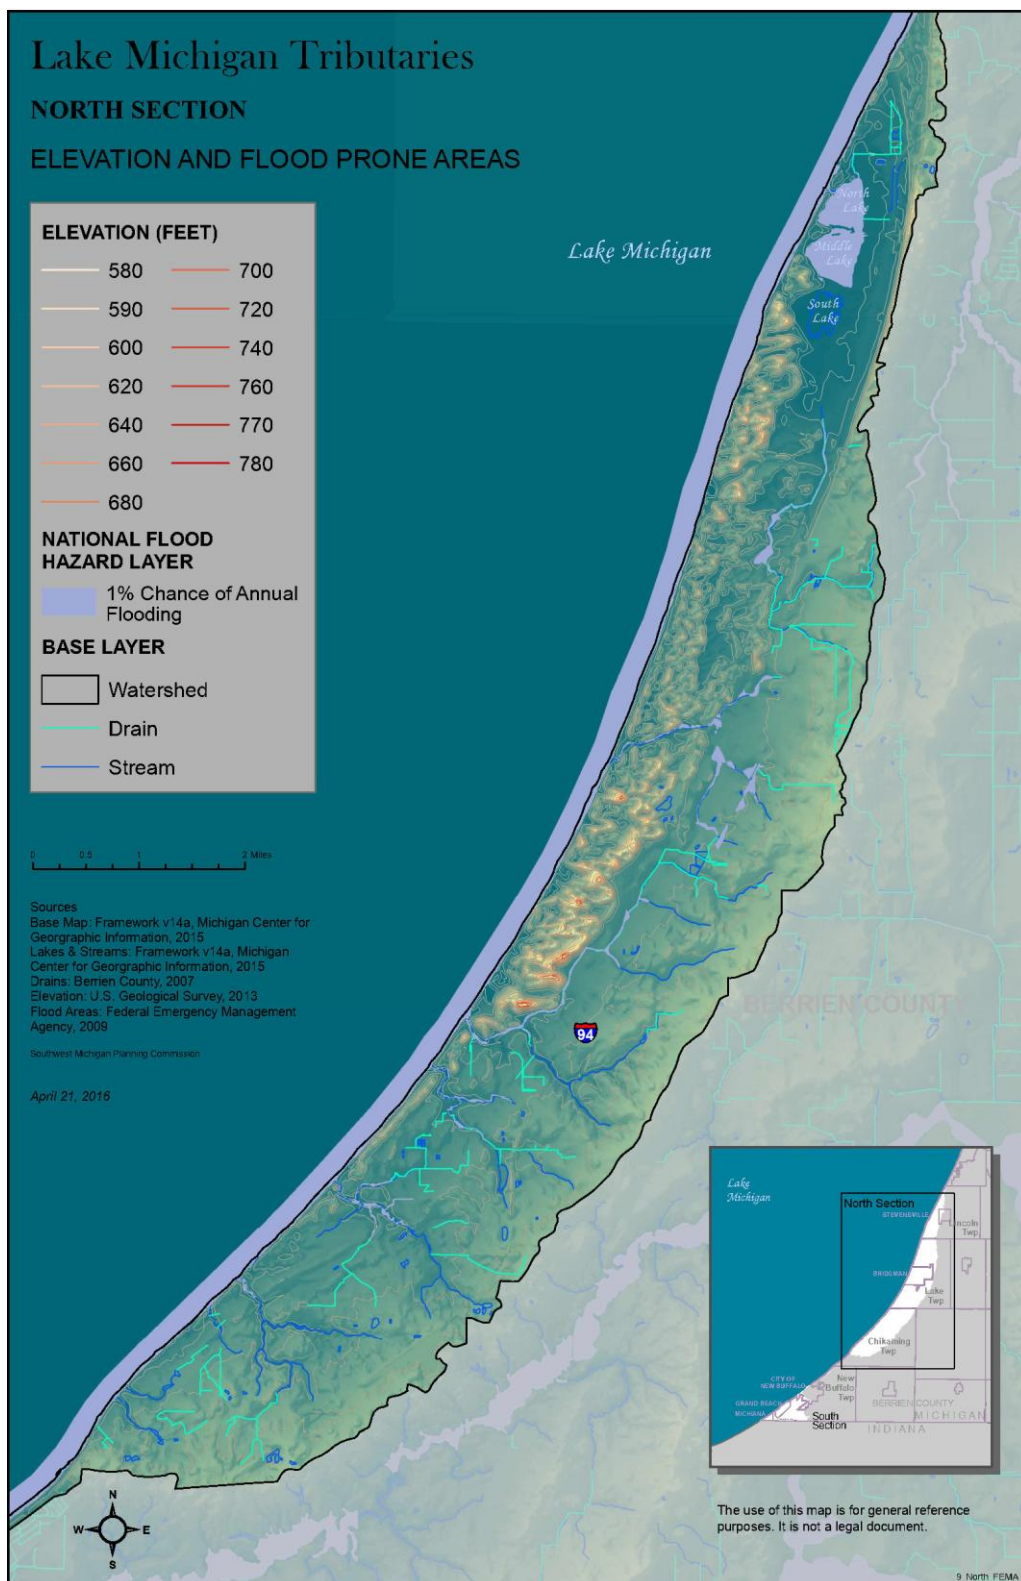 Lake Michigan Tributaries
NORTH SECTION
ELEVATION AND FLOOD PRONE AREAS
ELEVATION (FEET)
580
590
600
620
640
660
680
700
720
740
760
770
780
NATIONAL FLOOD
HAZARD LAYER
1% Chance of Annual
Flooding
BASE LAYER
Watershed
Drain
Stream
0 0.5 1 2 Miles
Sources
Base Map: Framework v14a, Michigan Center for
Georgraphic Information, 2015
Lakes & Streams: Framework v14a, Michigan
Center for Georgraphic Information, 2015
Drains: Berrien County, 2007
Elevation: U.S. Geological Survey, 2013
Flood Areas: Federal Emergency Management
Agency, 2009
Southwest Michigan Planning Commission
April 21, 2016
Lake Michigan
North
Lake
Middle
Lake
South
Lake
BERRIEN COUNT
94
N
W E
S
Lake
Michigan
North Section
STEVENSVILLE
Lincoln
Twp
BRIDGMAN
Lake
Twp
Chikaming
Twp
CITY OF
NEW BUFFALO
New
Buffalo
Twp
GRAND BEACH
MICHIANA
BERRIEN COUNTY
MICHIGAN
South
Section
INDIANA
The use of this map is for general reference
purposes. It is not a legal document.
9_North_FEMA